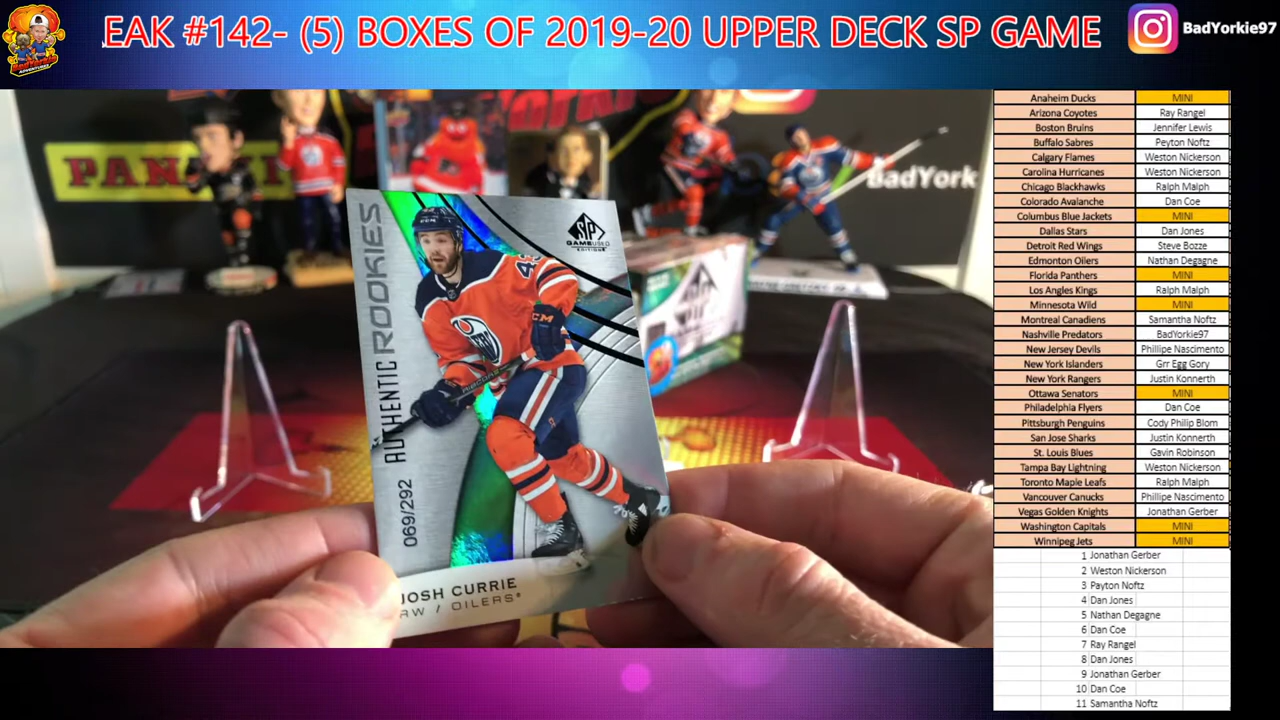 EAK #142- (5) BOXES OF 2019-20 UPPER DECK SP GAME
BadYorkie97
PANINI
BadYork
AUTHENTIC ROOKIES
SP
GAMEUSED
EDITION
43
CCM
069/292
JOSH CURRIE
RW / OILERS
Anaheim Ducks MINI
Arizona Coyotes Ray Rangel
Boston Bruins Jennifer Lewis
Buffalo Sabres Peyton Noftz
Calgary Flames Weston Nickerson
Carolina Hurricanes Weston Nickerson
Chicago Blackhawks Ralph Malph
Colorado Avalanche Dan Coe
Columbus Blue Jackets MINI
Dallas Stars Dan Jones
Detroit Red Wings Steve Bozze
Edmonton Oilers Nathan Degagne
Florida Panthers MINI
Los Angles Kings Ralph Malph
Minnesota Wild MINI
Montreal Canadiens Samantha Noftz
Nashville Predators BadYorkie97
New Jersey Devils Phillipe Nascimento
New York Islanders Grr Egg Gory
New York Rangers Justin Konnerth
Ottawa Senators MINI
Philadelphia Flyers Dan Coe
Pittsburgh Penguins Cody Philip Blom
San Jose Sharks Justin Konnerth
St. Louis Blues Gavin Robinson
Tampa Bay Lightning Weston Nickerson
Toronto Maple Leafs Ralph Malph
Vancouver Canucks Phillipe Nascimento
Vegas Golden Knights Jonathan Gerber
Washington Capitals MINI
Winnipeg Jets MINI
1 Jonathan Gerber
2 Weston Nickerson
3 Payton Noftz
4 Dan Jones
5 Nathan Degagne
6 Dan Coe
7 Ray Rangel
8 Dan Jones
9 Jonathan Gerber
10 Dan Coe
11 Samantha Noftz